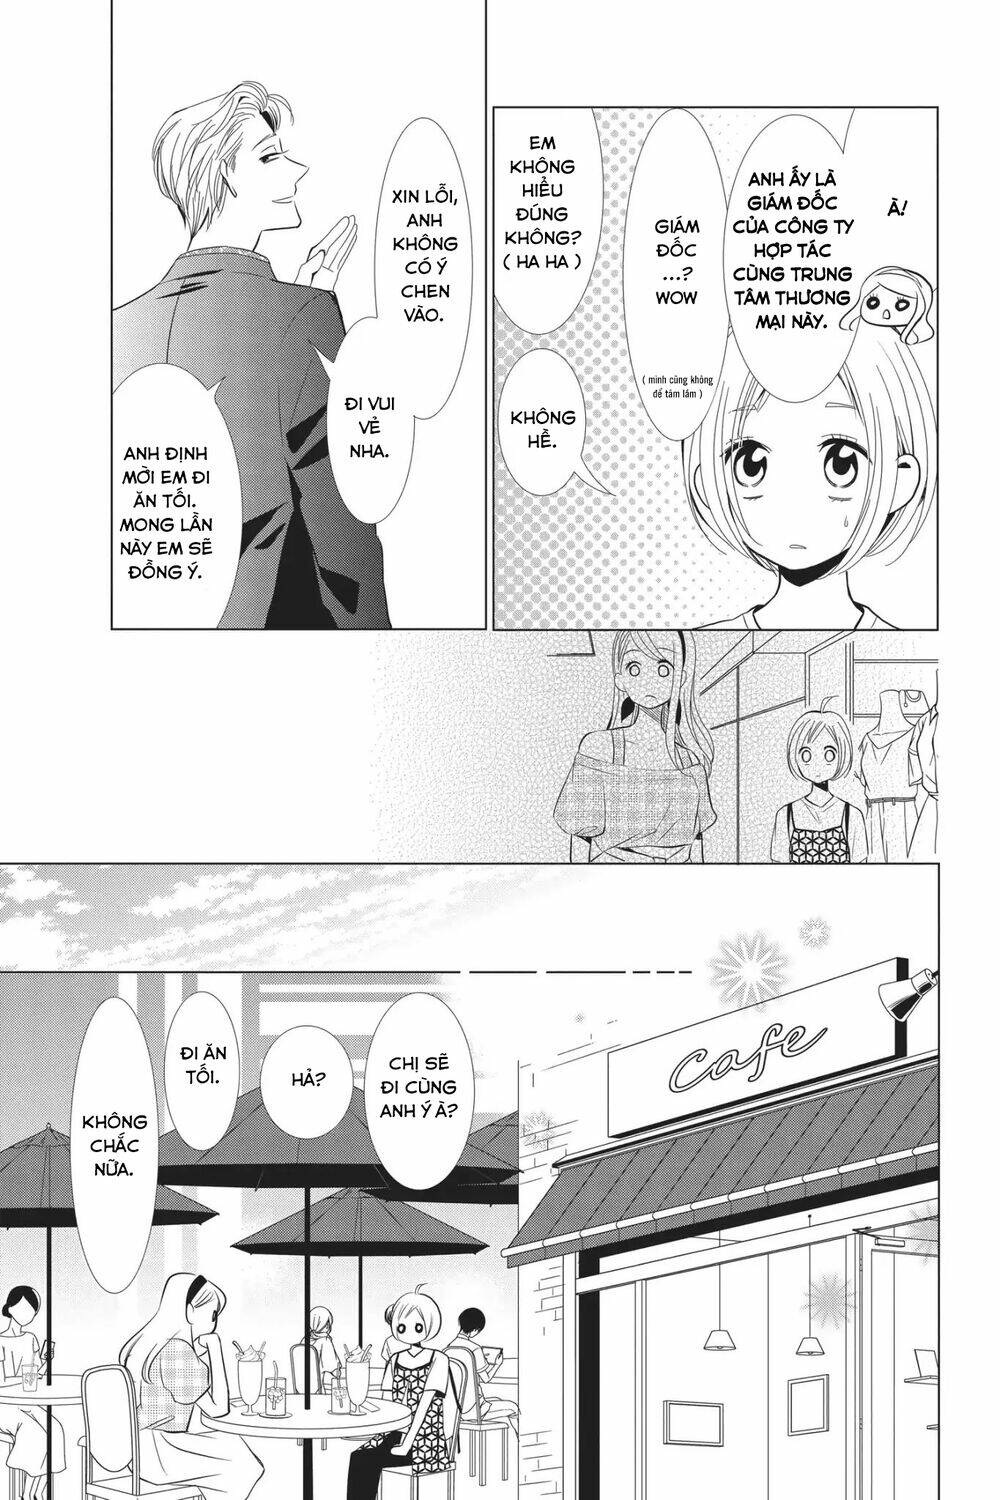 À!
ANH ẤY LÀ
GIÁM ĐỐC
CỦA CÔNG TY
HỢP TÁC
CÙNG TRUNG
TÂM THƯƠNG
MẠI NÀY.
GIÁM
ĐỐC
...?
WOW
( mình cũng không
để tâm lắm )
EM
KHÔNG
HIỂU
ĐÚNG
KHÔNG?
( HA HA )
KHÔNG
HỀ.
XIN LỖI,
ANH
KHÔNG
CÓ Ý
CHEN
VÀO.
ĐI VUI
VẺ
NHA.
ANH ĐỊNH
MỜI EM ĐI
ĂN TỐI.
MONG LẦN
NÀY EM SẼ
ĐỒNG Ý.
Cafe
CHỊ SẼ
ĐI CÙNG
ANH Ý À?
HẢ?
ĐI ĂN
TỐI.
KHÔNG
CHẮC
NỮA.